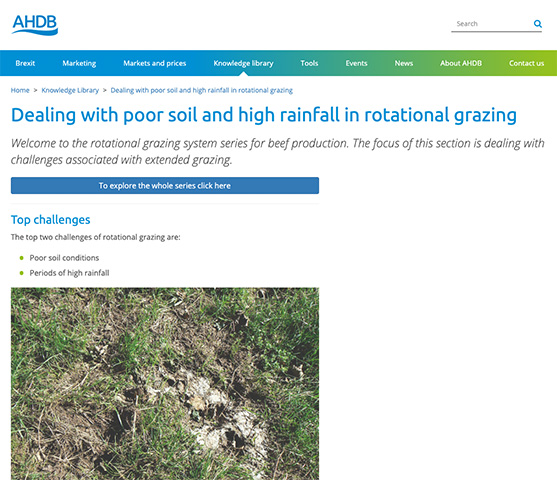 AHDB
Search
Brexit Marketing Markets and prices Knowledge library Tools Events News About AHDB Contact us
Home > Knowledge Library > Dealing with poor soil and high rainfall in rotational grazing
Dealing with poor soil and high rainfall in rotational grazing
Welcome to the rotational grazing system series for beef production. The focus of this section is dealing with
challenges associated with extended grazing.
To explore the whole series click here
Top challenges
The top two challenges of rotational grazing are:
Poor soil conditions
Periods of high rainfall